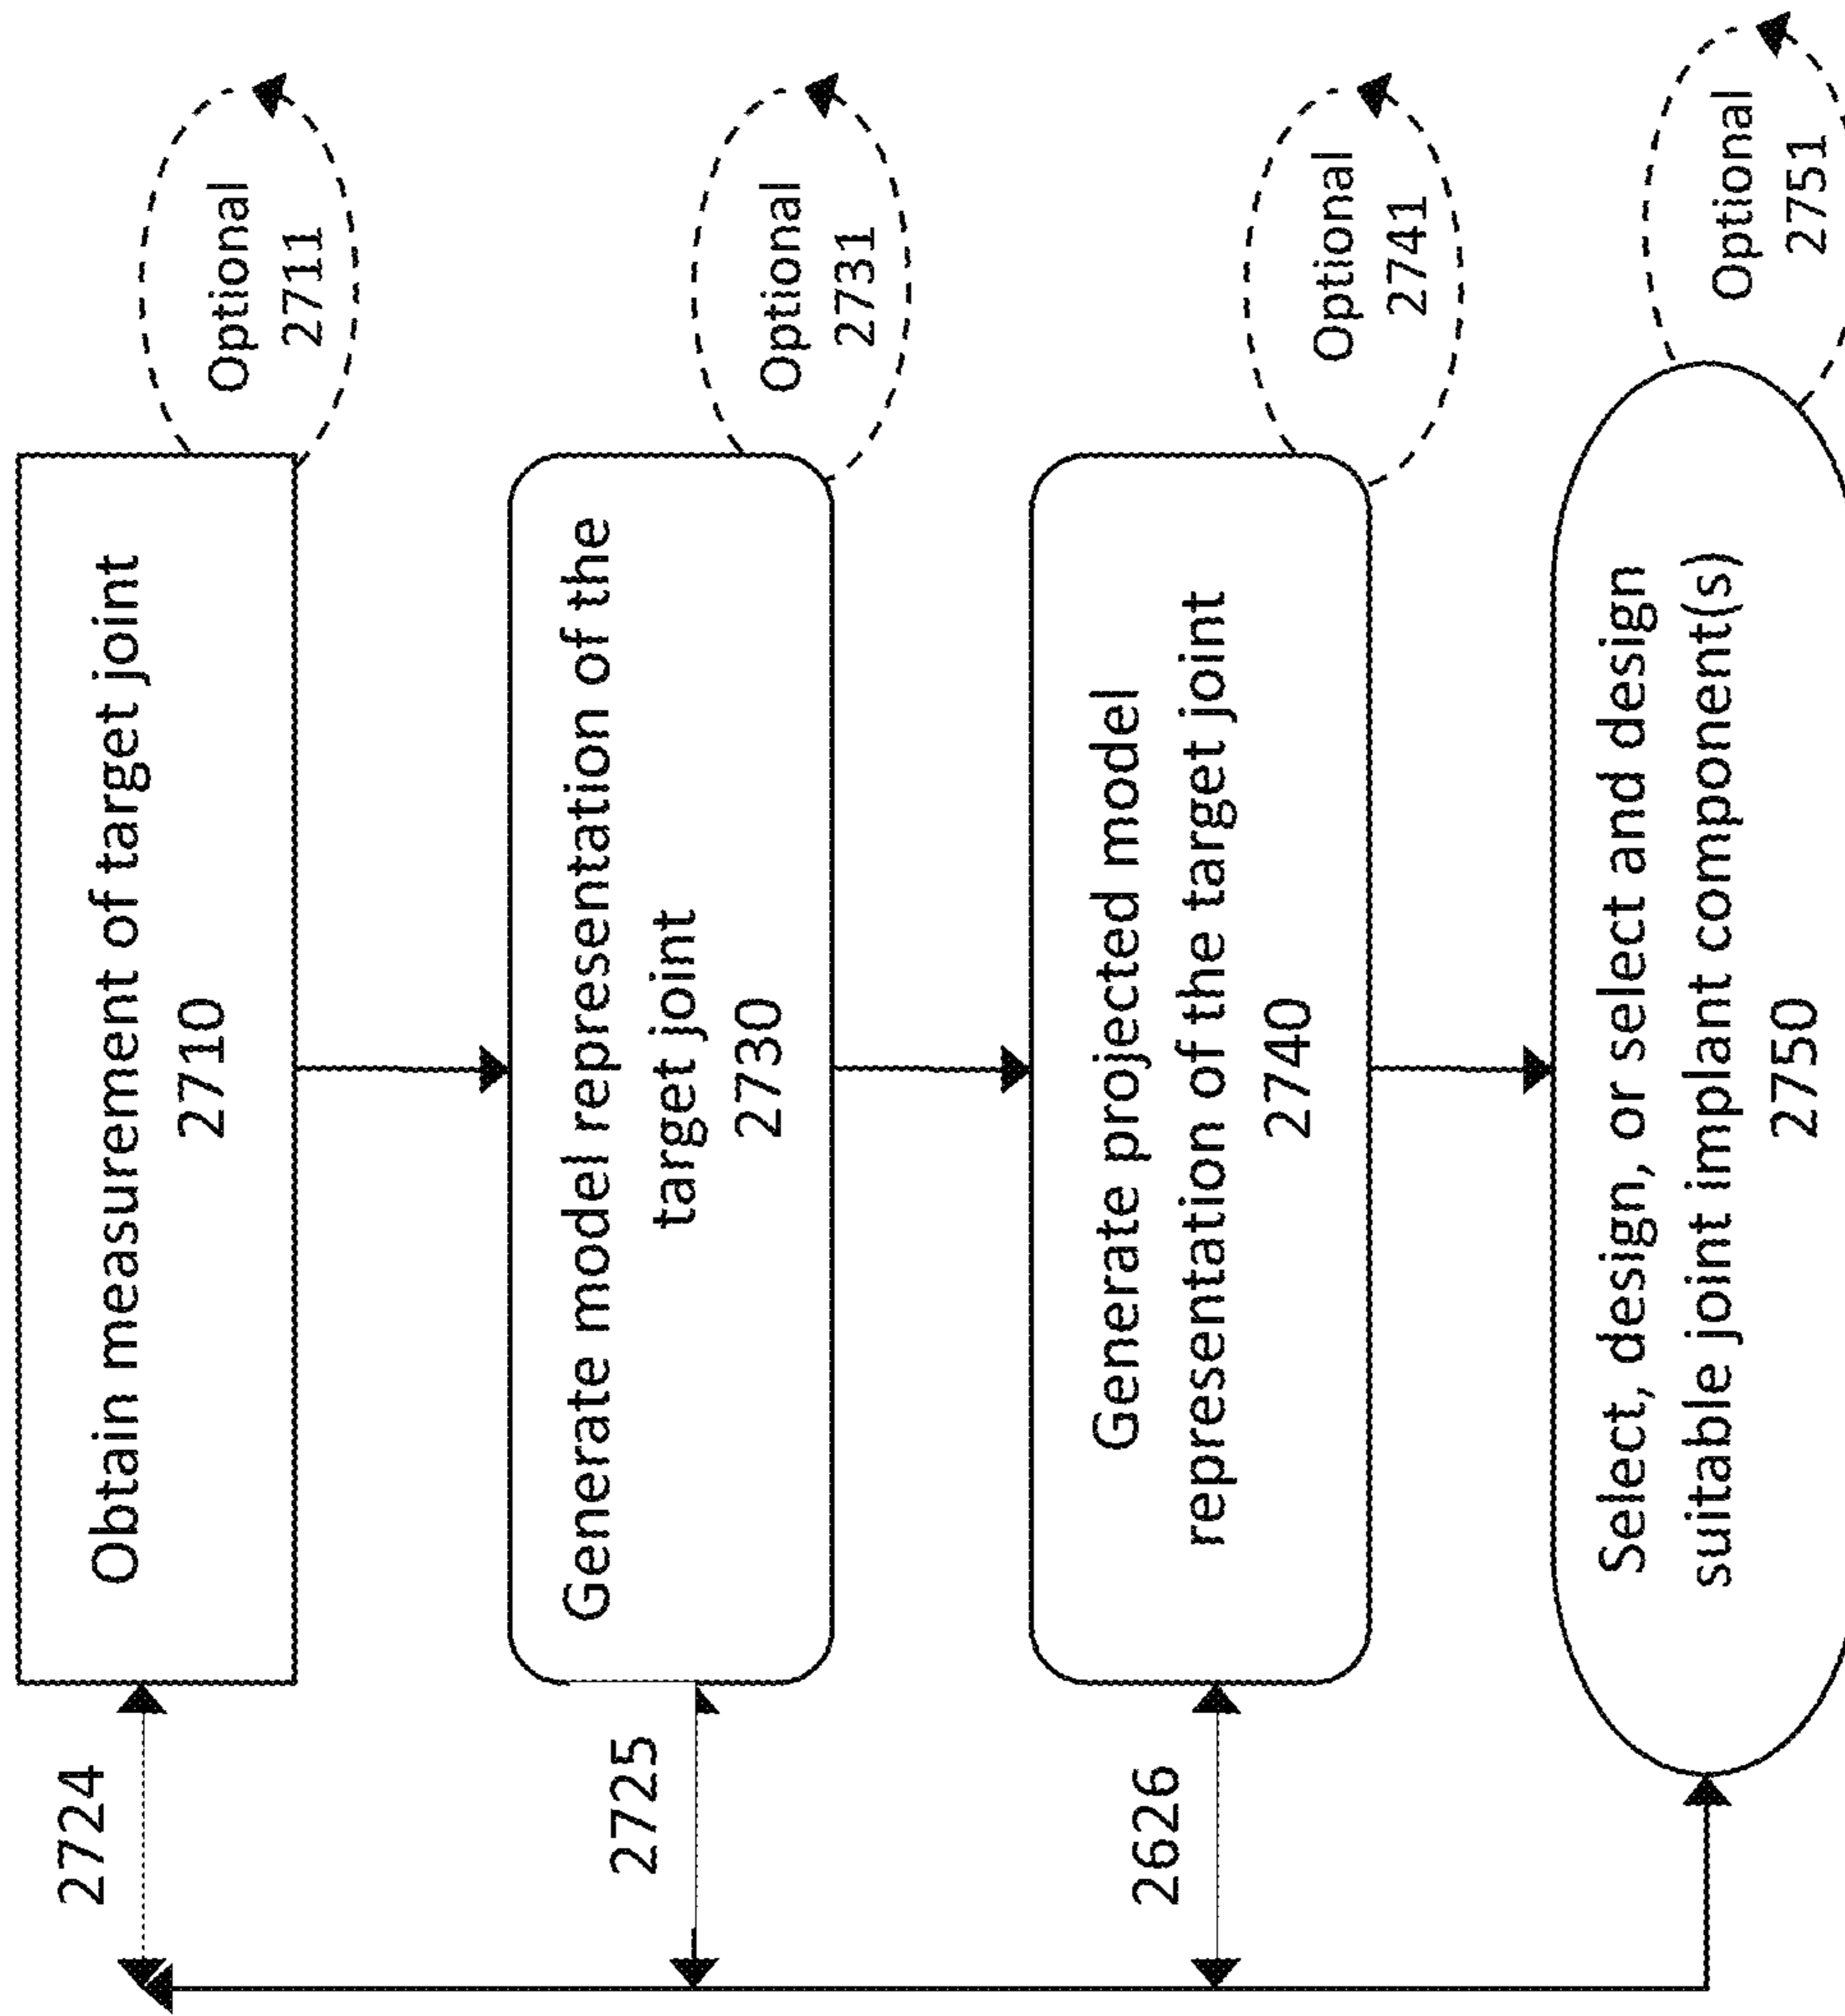 Obtain measurement of target joint
2710
Optional
2711
2724
Generate model representation of the
target joint
2730
Optional
2731
2725
Generate projected model
representation of the target joint
2740
Optional
2741
2626
Select, design, or select and design
suitable joint implant component(s)
2750
Optional
2751